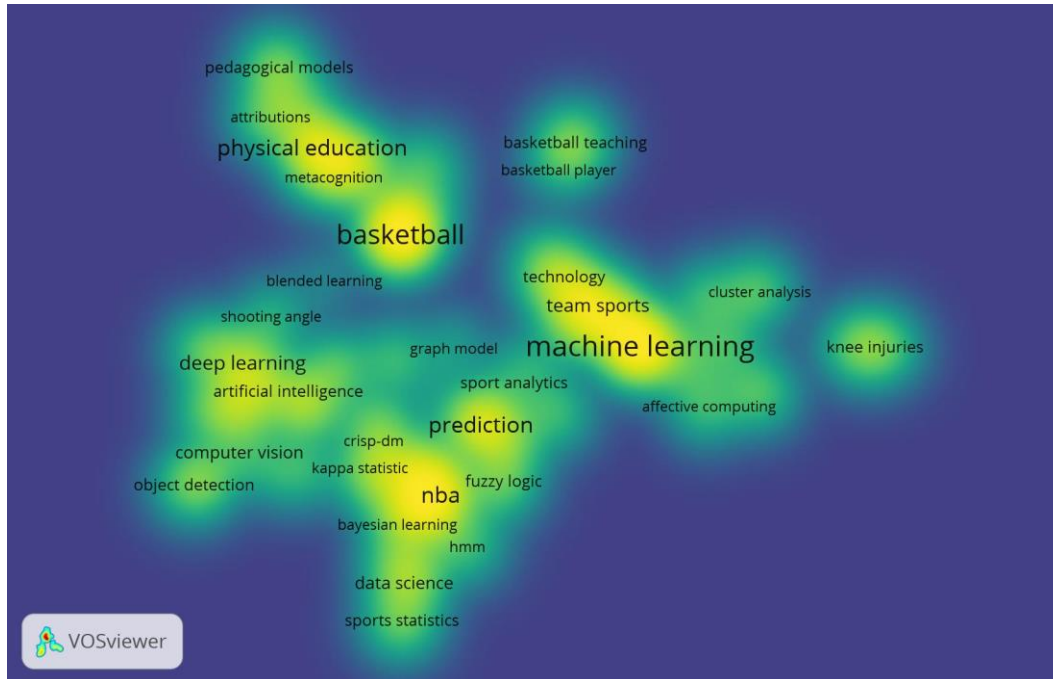 pedagogical models
attributions
physical education
metacognition
basketball
basketball teaching
basketball player
blended learning
shooting angle
deep learning
artificial intelligence
computer vision
object detection
technology
team sports
machine learning
cluster analysis
knee injuries
affective computing
graph model
sport analytics
prediction
crisp-dm
kappa statistic
nba
fuzzy logic
bayesian learning
hmm
data science
sports statistics
VOSviewer